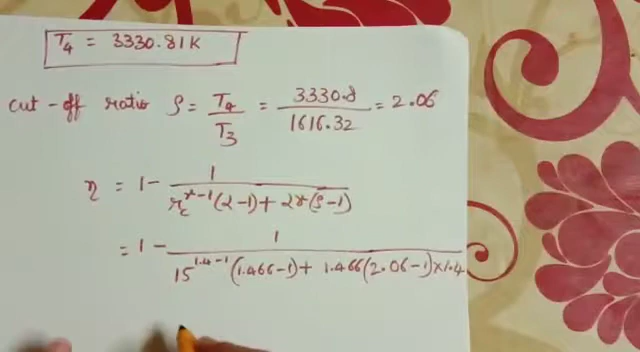 T4 = 3330.81K
cut-off ratio ρ = T4/T3 = 3330.8/1616.32 = 2.06
η = 1 - 1/rc^γ-1(α-1) + αγ(ρ-1)
= 1 - 1/15^1.4-1(1.466-1) + 1.466(2.06-1)×1.4